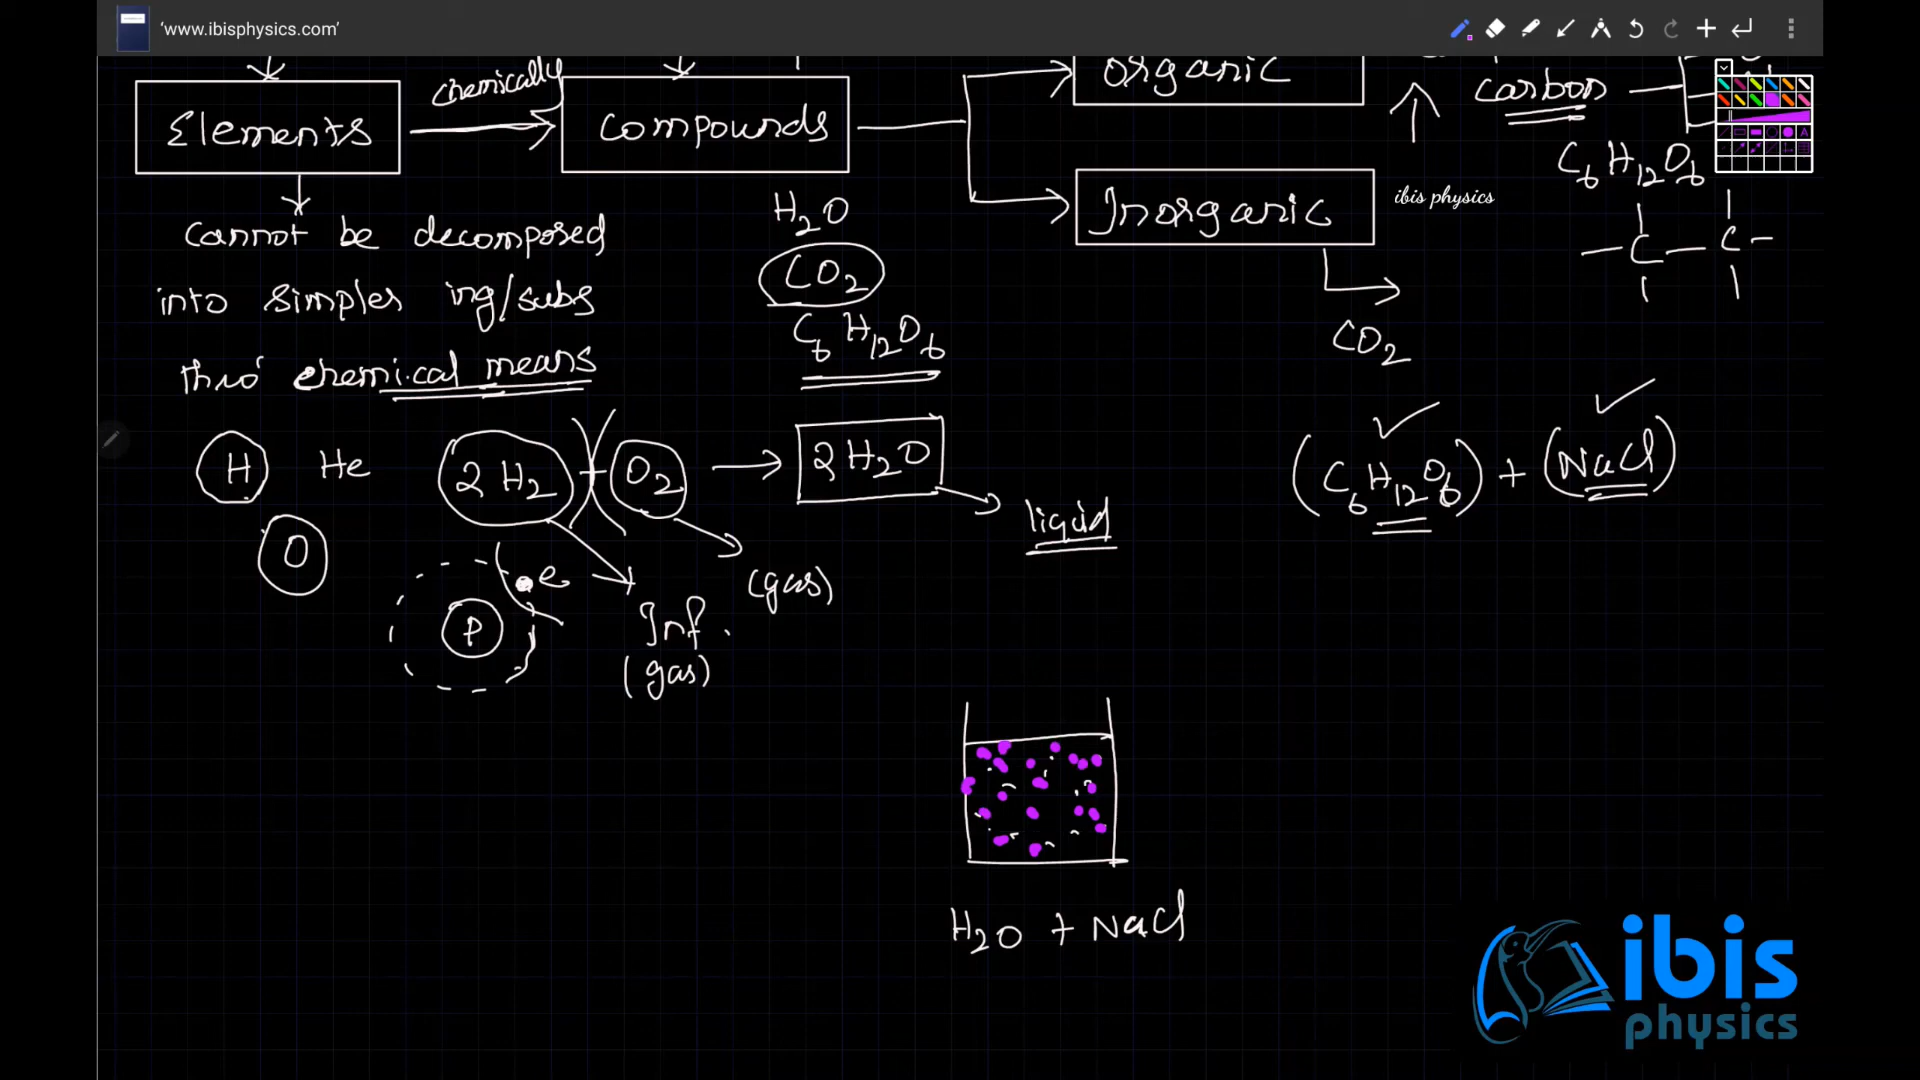 'www.ibisphysics.com'
chemically
organic
carbon
Elements
compounds
C6H12O6
H2O
Inorganic
ibis physics
cannot be decomposed
C C
CO2
into simples ing/subs
C6H12O6
CO2
thro' chemical means
H He 2H2 + O2 → 2H2O
(C6H12O6) + (NaCl)
liquid
O
e
(gas)
P
Inf.
(gas)
H2O + NaCl
ibis
physics